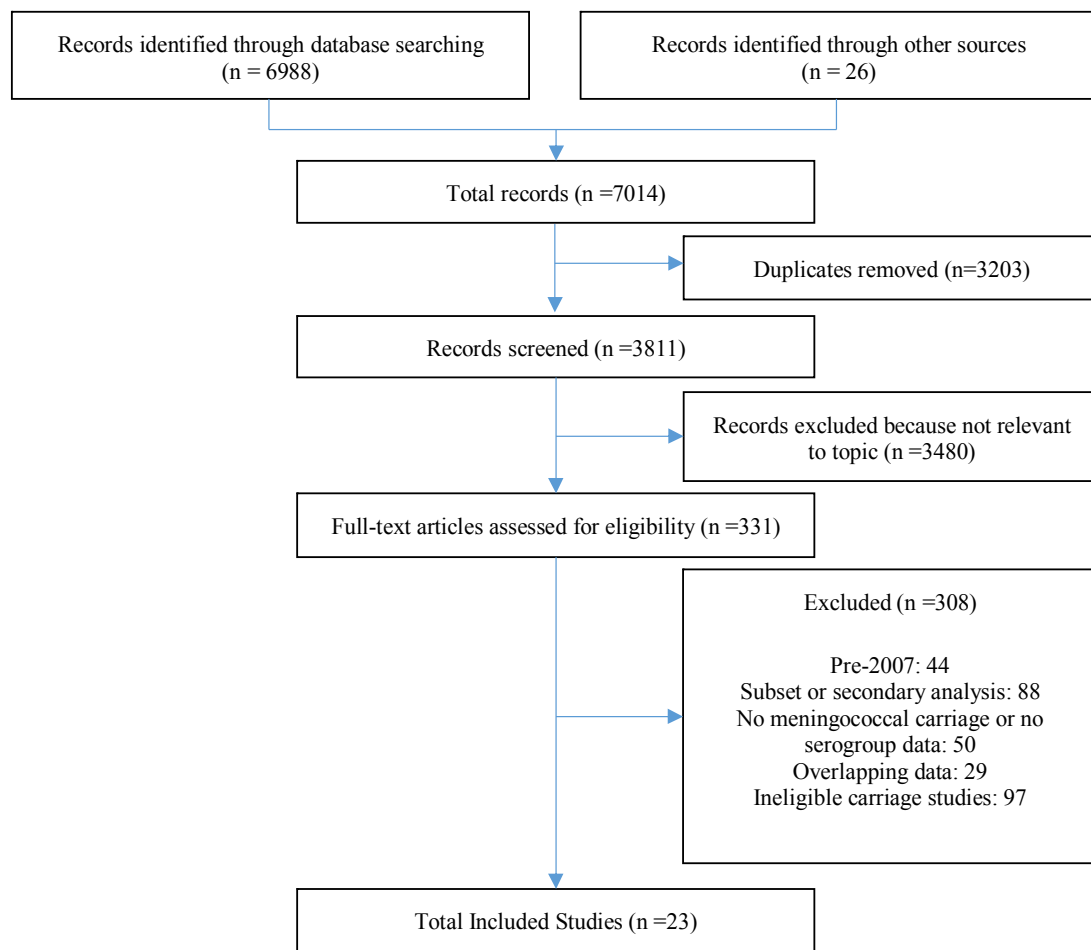 Records identified through database searching
(n = 6988)
Records identified through other sources
(n = 26)
Total records (n =7014)
Duplicates removed (n=3203)
Records screened (n =3811)
Records excluded because not relevant
to topic (n =3480)
Full-text articles assessed for eligibility (n =331)
Excluded (n =308)
Pre-2007: 44
Subset or secondary analysis: 88
No meningococcal carriage or no
serogroup data: 50
Overlapping data: 29
Ineligible carriage studies: 97
Total Included Studies (n =23)